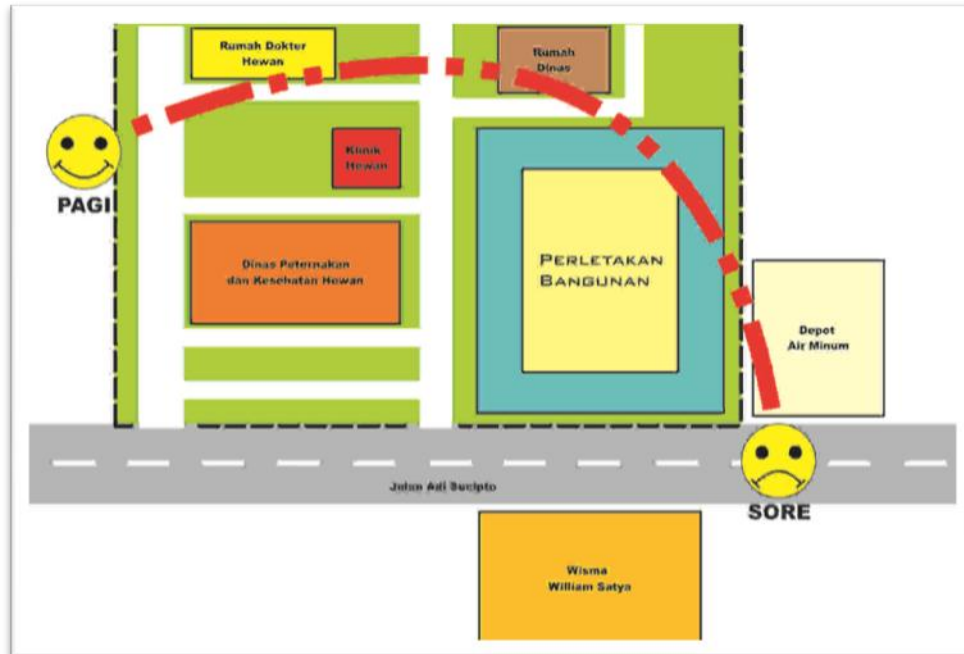 Rumah Dokter
Hewan
Rumah
Dinas
Klinik
Hewan
PAGI
Dinas Peternakan
dan Kesehatan Hewan
PERLETAKAN
BANGUNAN
Depot
Air Minum
Jalan Adi Sucipto
SORE
Wisma
William Satya